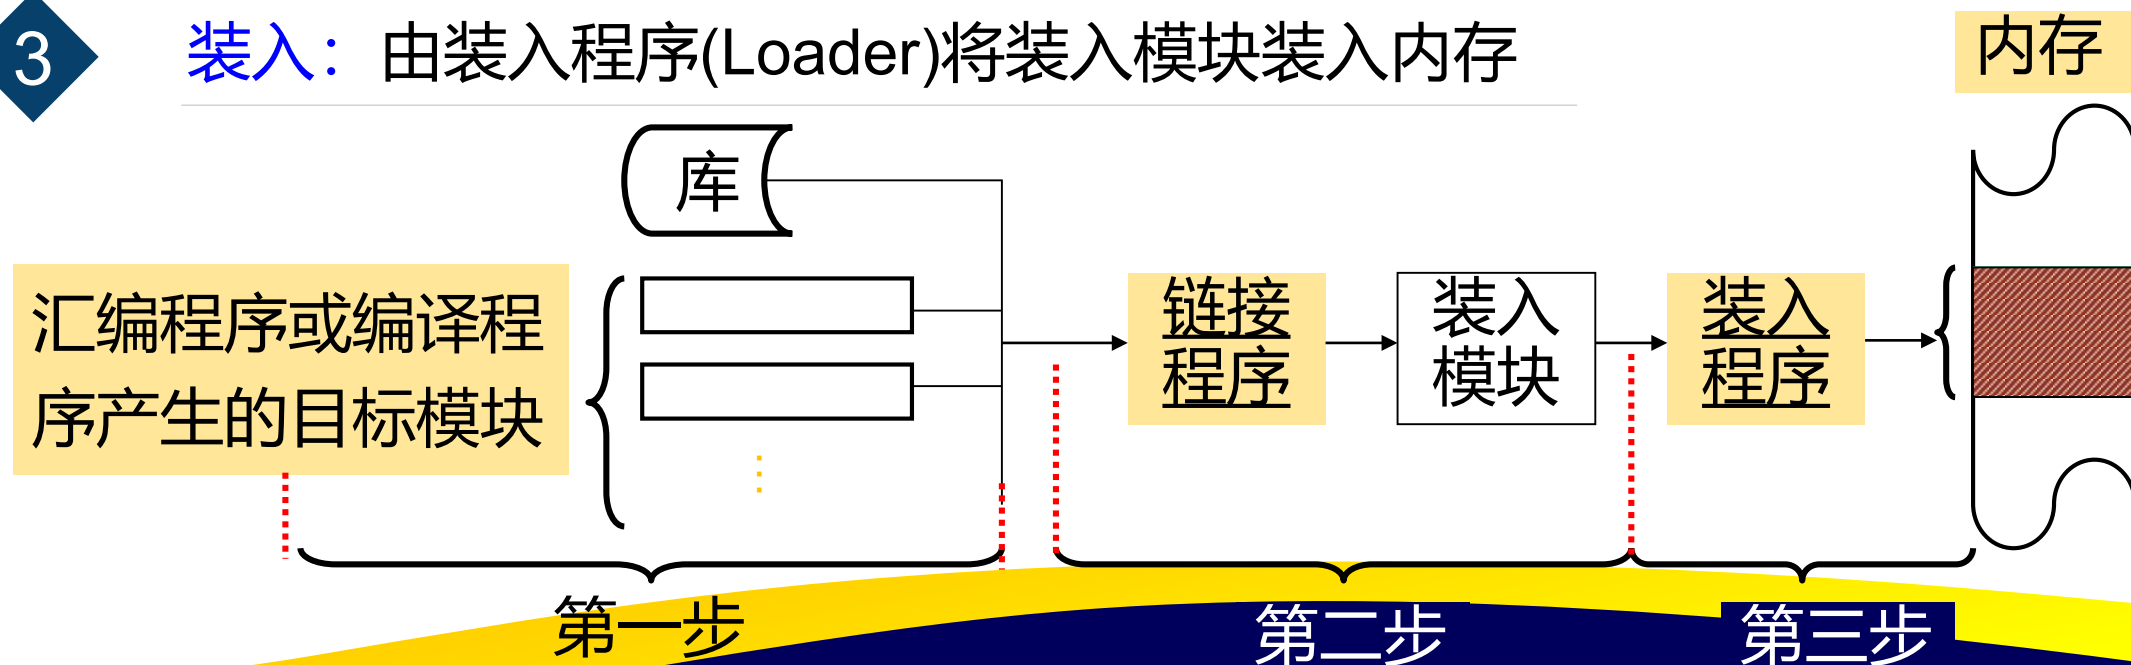 3
装入：由装入程序(Loader)将装入模块装入内存
内存
库
汇编程序或编译程
序产生的目标模块
链接
程序
装入
模块
装入
程序
第一步
第二步
第三步